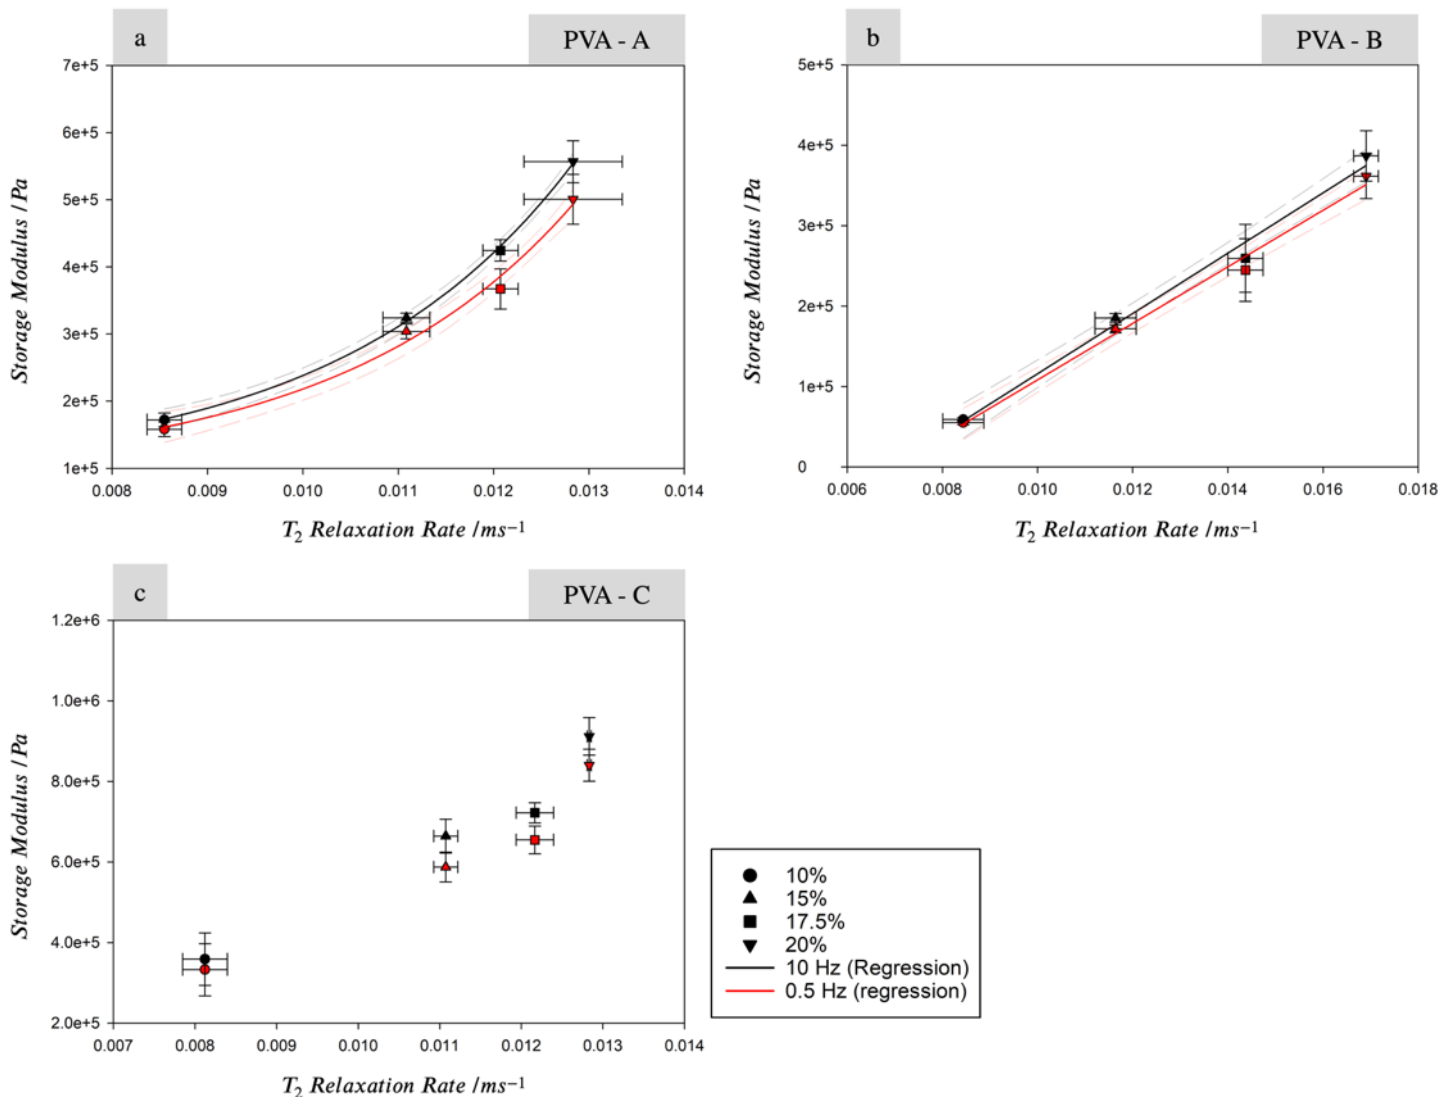 a
PVA - A
7e+5
6e+5
5e+5
4e+5
3e+5
2e+5
1e+5
Storage Modulus /Pa
0.008 0.009 0.010 0.011 0.012 0.013 0.014
T₂ Relaxation Rate /ms⁻¹
b
PVA - B
5e+5
4e+5
3e+5
2e+5
1e+5
0
Storage Modulus /Pa
0.006 0.008 0.010 0.012 0.014 0.016 0.018
T₂ Relaxation Rate /ms⁻¹
c
PVA - C
1.2e+6
1.0e+6
8.0e+5
6.0e+5
4.0e+5
2.0e+5
Storage Modulus /Pa
0.007 0.008 0.009 0.010 0.011 0.012 0.013 0.014
T₂ Relaxation Rate /ms⁻¹
10%
15%
17.5%
20%
10 Hz (Regression)
0.5 Hz (regression)